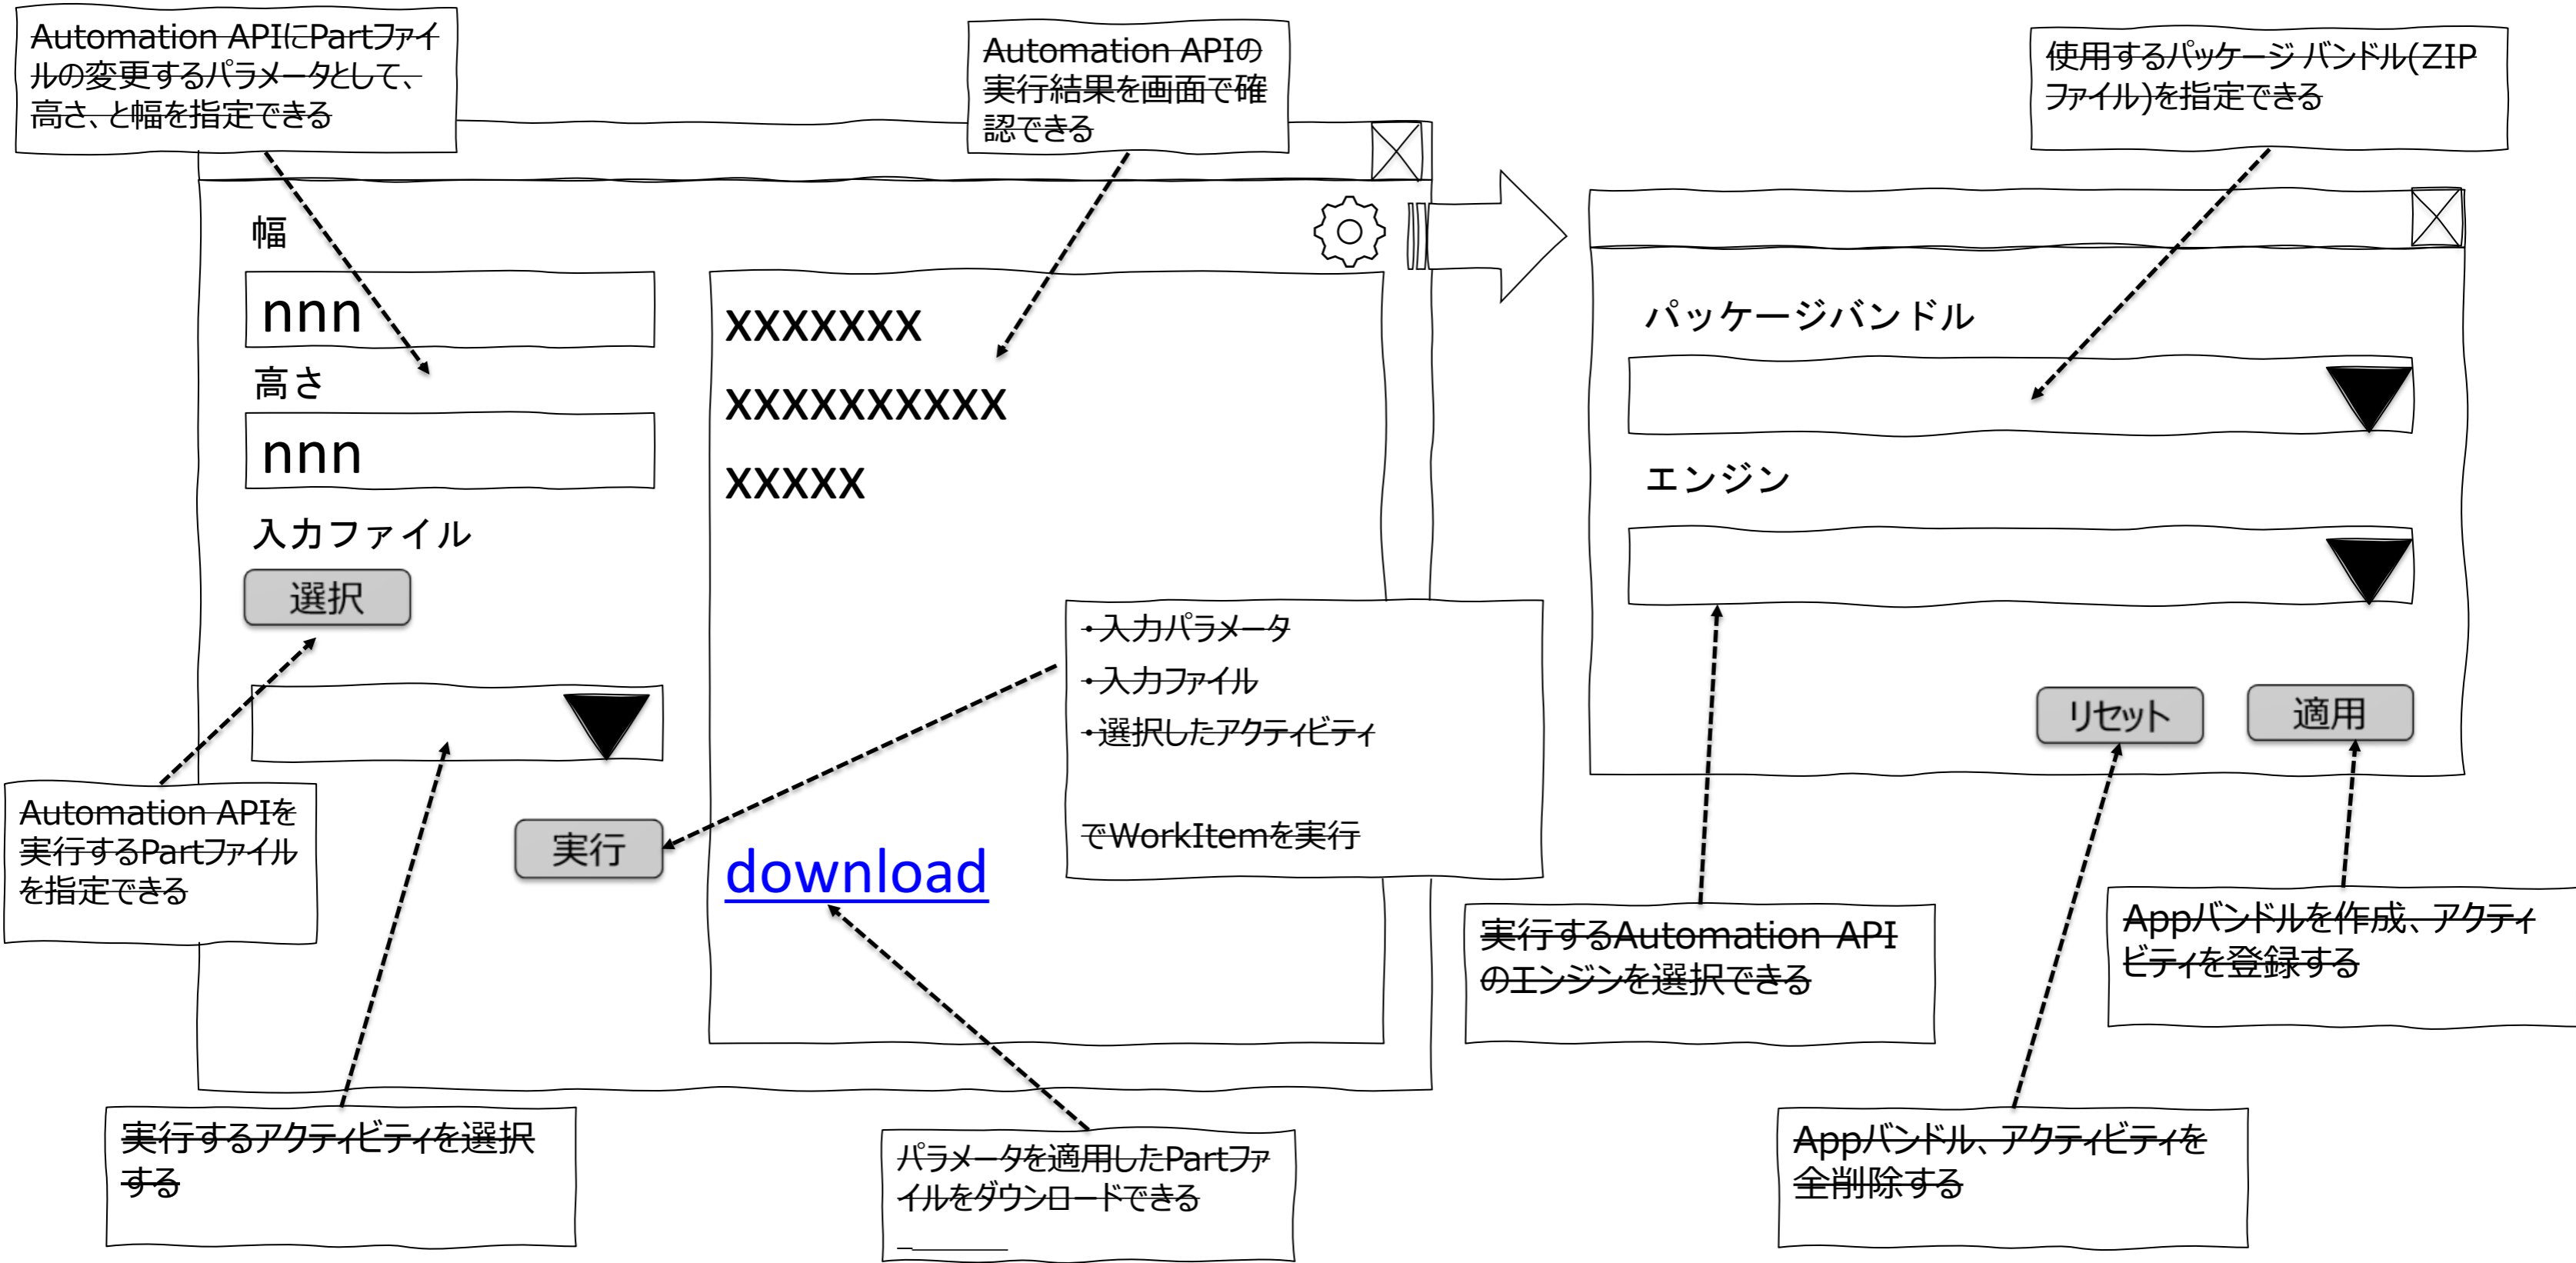 Automation APIにPartファイ
ルの変更するパラメータとして、
高さ、と幅を指定できる
Automation APIの
実行結果を画面で確
認できる
使用するパッケージ バンドル(ZIP
ファイル)を指定できる
幅
nnn
高さ
nnn
入力ファイル
選択
実行
xxxxxxx
xxxxxxxxxx
xxxxx
download
・入力パラメータ
・入力ファイル
・選択したアクティビティ
でWorkItemを実行
パッケージバンドル
エンジン
リセット
適用
Automation APIを
実行するPartファイル
を指定できる
実行するAutomation API
のエンジンを選択できる
Appバンドルを作成、アクティ
ビティを登録する
実行するアクティビティを選択
する
パラメータを適用したPartファ
イルをダウンロードできる
Appバンドル、アクティビティを
全削除する